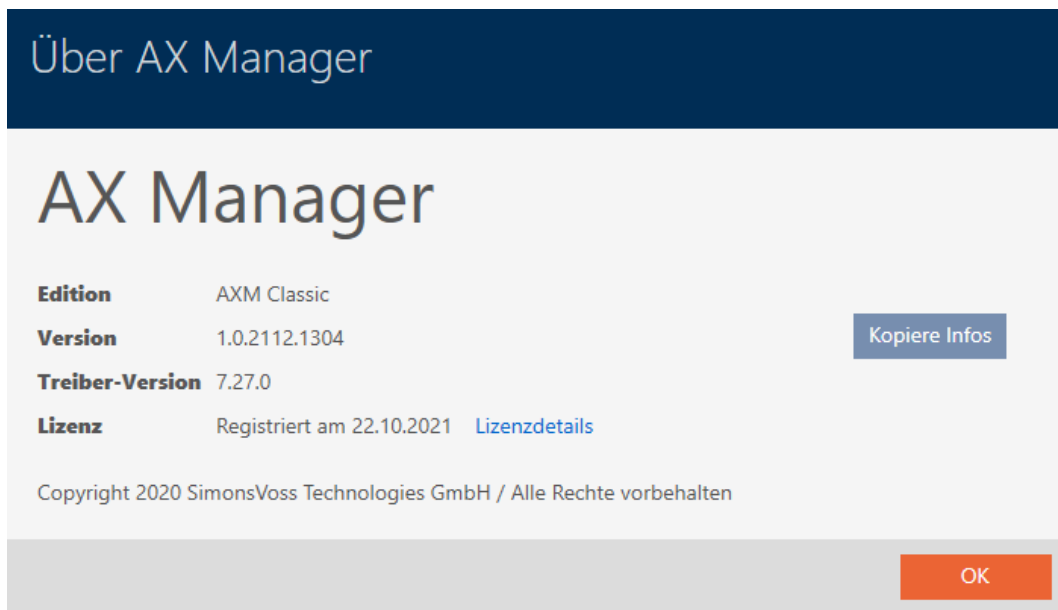 Über AX Manager
AX Manager
Edition AXM Classic
Version 1.0.2112.1304
Kopiere Infos
Treiber-Version 7.27.0
Lizenz Registriert am 22.10.2021 Lizenzdetails
Copyright 2020 SimonsVoss Technologies GmbH / Alle Rechte vorbehalten
OK